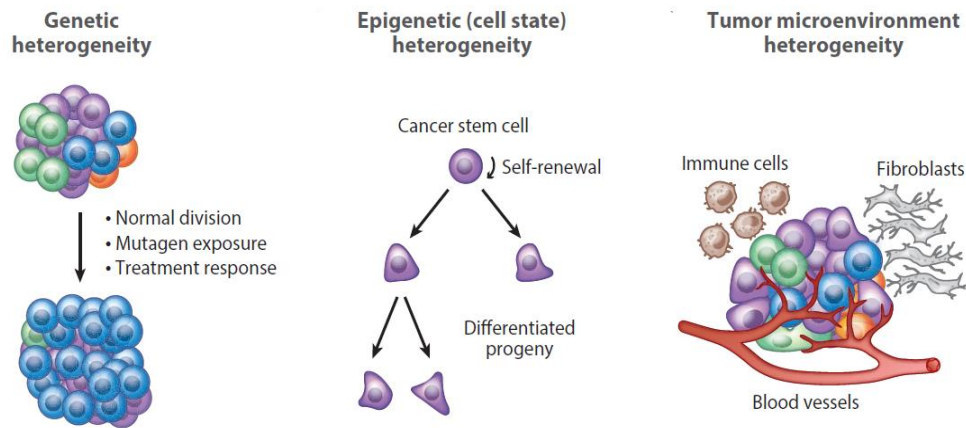 Genetic
heterogeneity
• Normal division
• Mutagen exposure
• Treatment response
Epigenetic (cell state)
heterogeneity
Cancer stem cell
Self-renewal
Differentiated
progeny
Tumor microenvironment
heterogeneity
Immune cells
Fibroblasts
Blood vessels